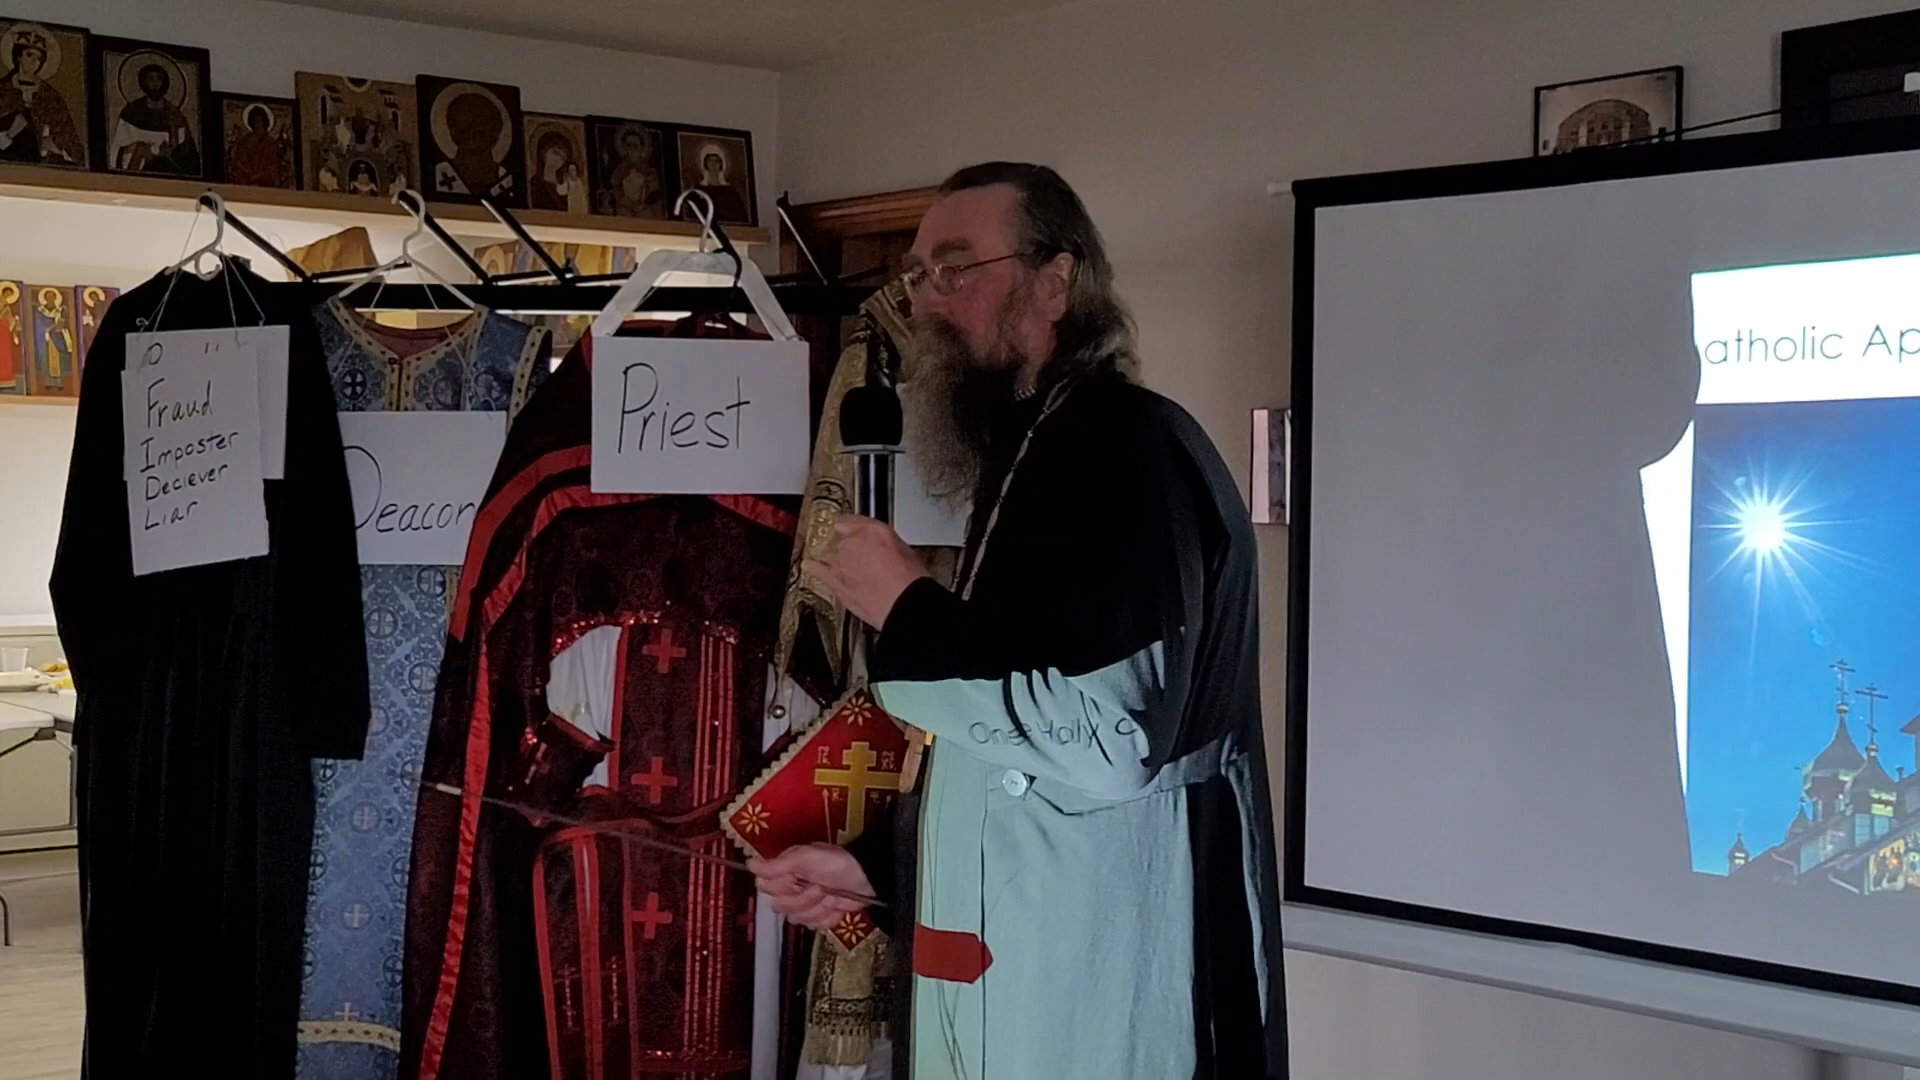 Fraud
Imposter
Deciever
Liar
Deacon
Priest
atholic Ap
One Holy C